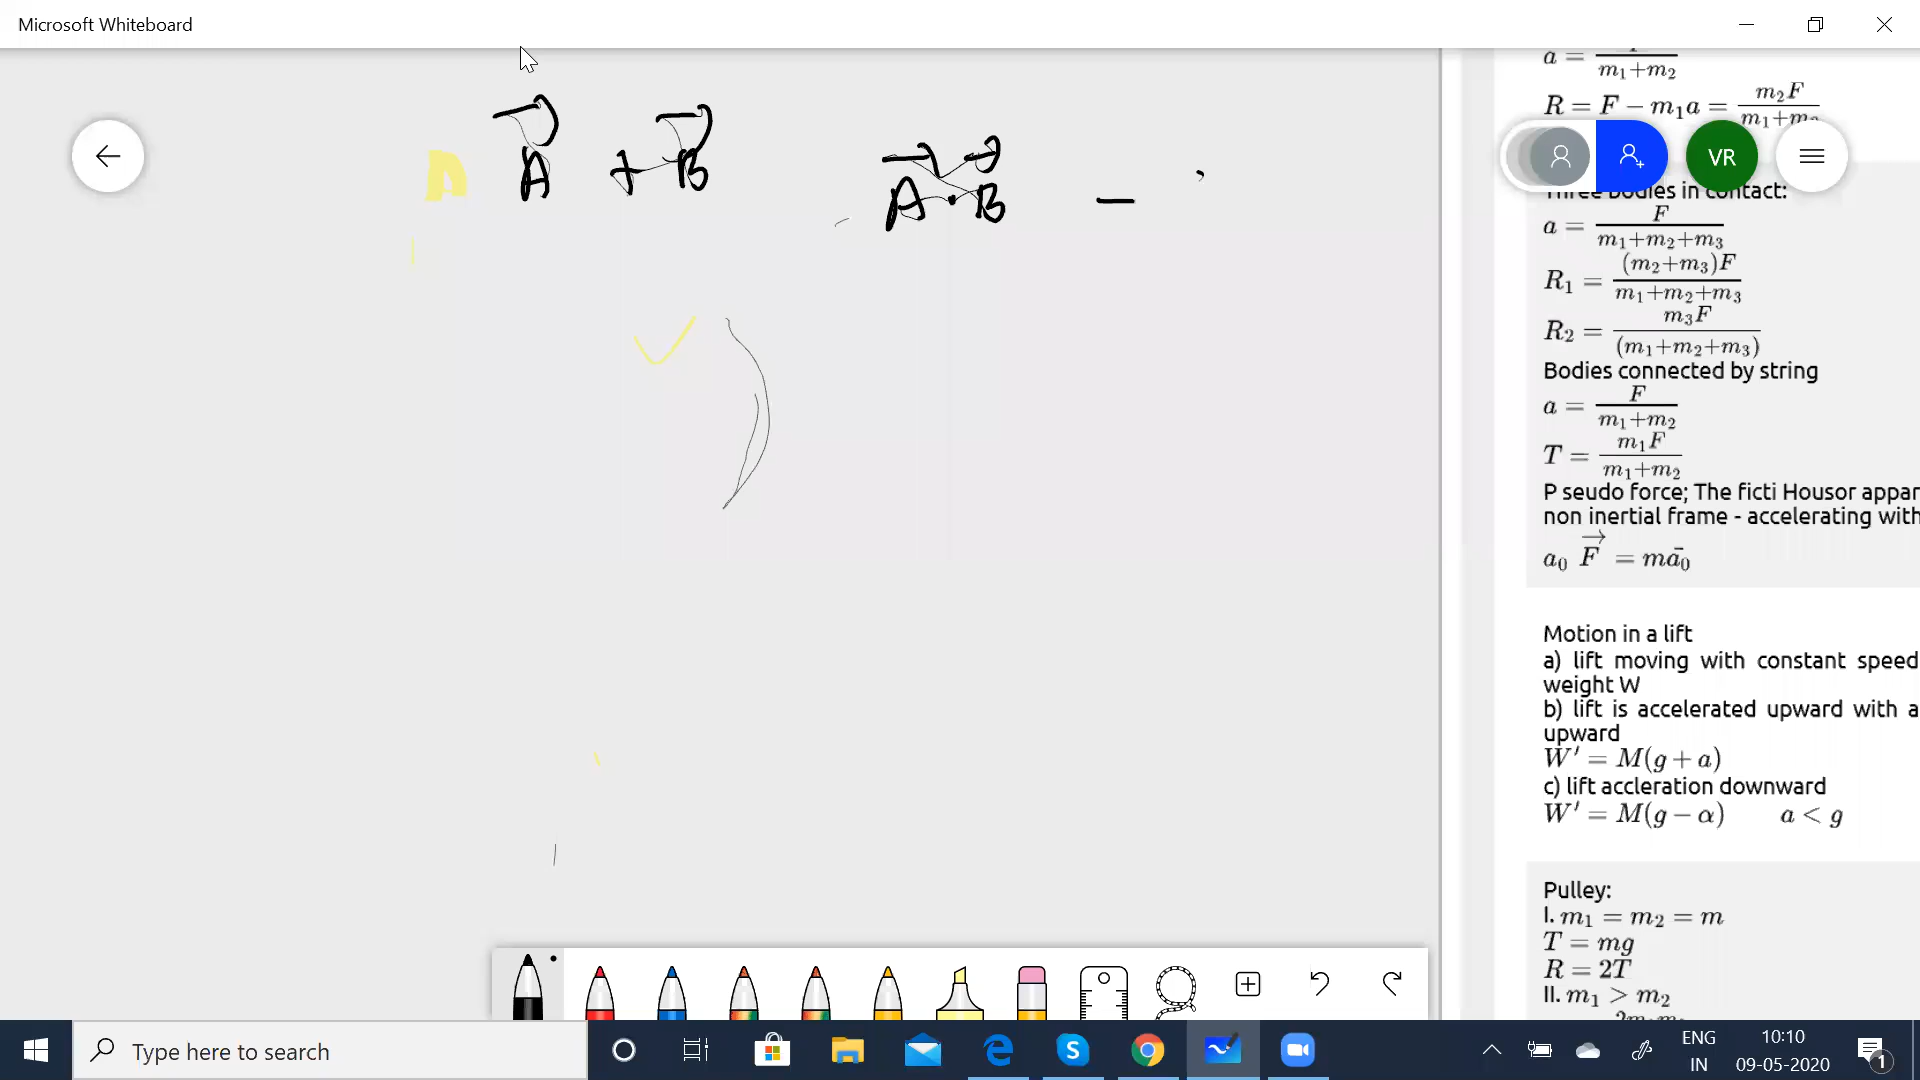 Microsoft Whiteboard
A + B
A · B –
a = F/m₁+m₂
R = F − m₁a = m₂F/m₁+m₂
VR
Three bodies in contact:
a = F/m₁+m₂+m₃
R₁ = (m₂+m₃)F/m₁+m₂+m₃
R₂ = m₃F/(m₁+m₂+m₃)
Bodies connected by string
a = F/m₁+m₂
T = m₁F/m₁+m₂
P seudo force; The ficti Housor appar
non inertial frame - accelerating with
a₀ F⃗ = mā₀
Motion in a lift
a) lift moving with constant speed
weight W
b) lift is accelerated upward with a
upward
W′ = M(g + a)
c) lift accleration downward
W′ = M(g − α) a < g
Pulley:
I. m₁ = m₂ = m
T = mg
R = 2T
II. m₁ > m₂
Type here to search
ENG
IN
10:10
09-05-2020
1